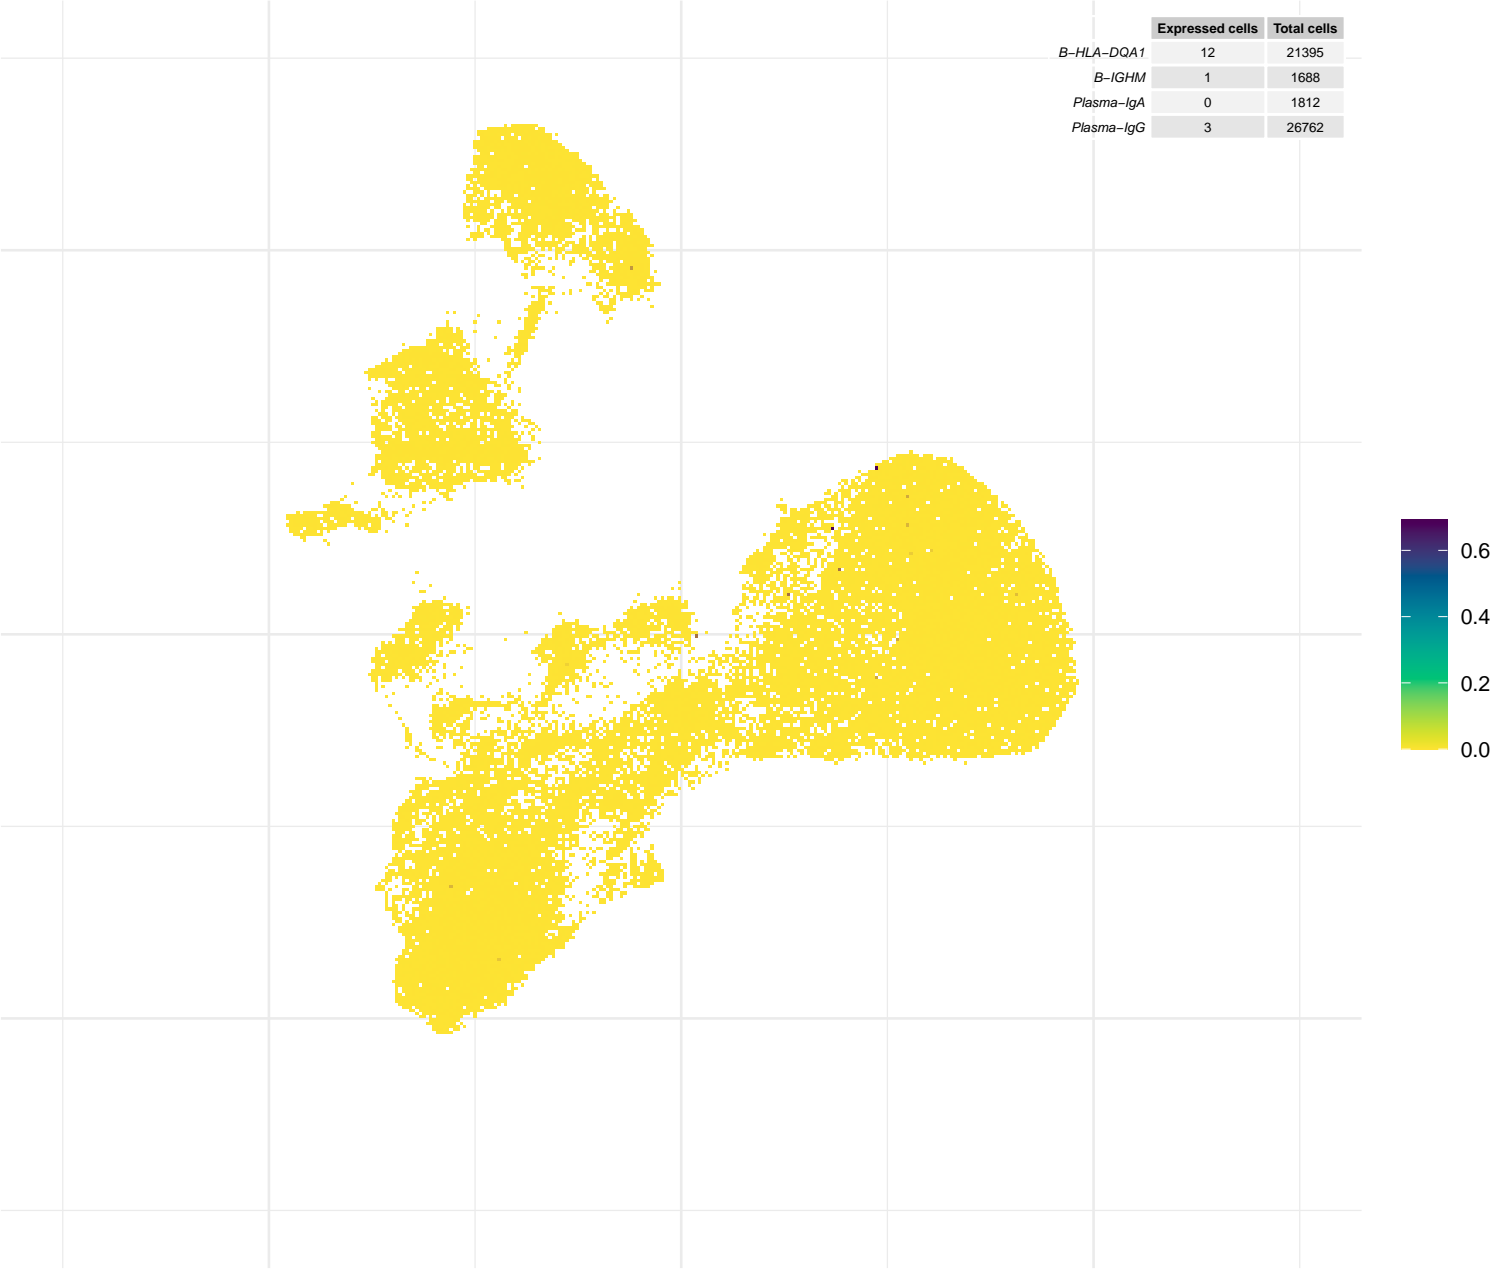 Expressed cells Total cells
B−HLA−DQA1 12 21395
B−IGHM 1 1688
Plasma−IgA 0 1812
Plasma−IgG 3 26762
0.6
0.4
0.2
0.0